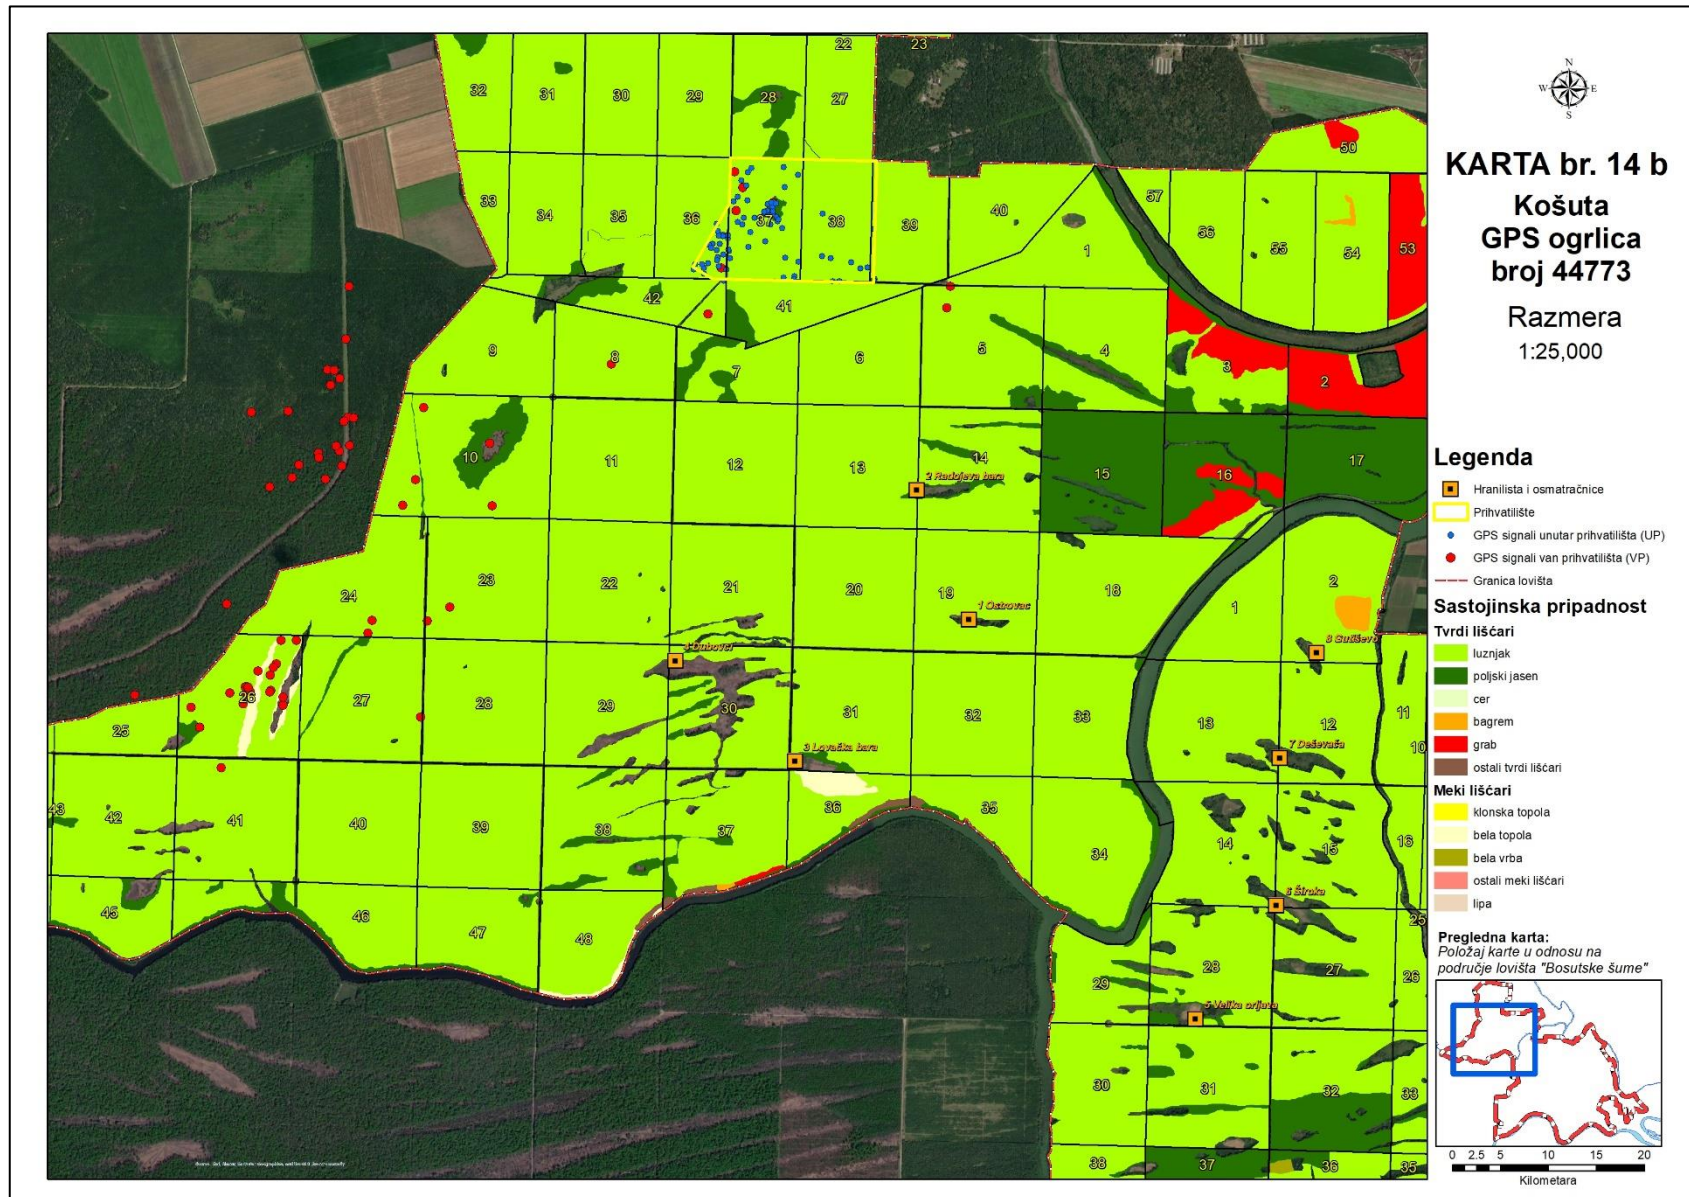 N
W E
S
KARTA br. 14 b
Košuta
GPS ogrlica
broj 44773
Razmera
1:25,000
Legenda
Hranilista i osmatračnice
Prihvatilište
GPS signali unutar prihvatilišta (UP)
GPS signali van prihvatilišta (VP)
Granica lovišta
Sastojinska pripadnost
Tvrdi lišćari
luznjak
poljski jasen
cer
bagrem
grab
ostali tvrdi lišćari
Meki lišćari
klonska topola
bela topola
bela vrba
ostali meki lišćari
lipa
Pregledna karta:
Položaj karte u odnosu na
područje lovišta "Bosutske šume"
0 2.5 5 10 15 20
Kilometara
22 23
32 31 30 29 28 27
50
33 34 35 36 37 38 39 40 57 56 55 54 53
1
42 41
9 8 7 6 5 4 3 2
10 11 12 13 14 15 16 17
2 Radojeva bara
24 23 22 21 20 19 18 1 2
1 Ostrovac
4 Dubovci
8 Gutiševo
25 26 27 28 29 30 31 32 33 13 12 11
10
3 Lovačka bara
7 Deševača
43 42 41 40 39 38 37 36 35 34 14 15 16
6 Široka
45 46 47 48 25
29 28 27 26
5 Velika orljava
30 31 32 33
38 37 36 35